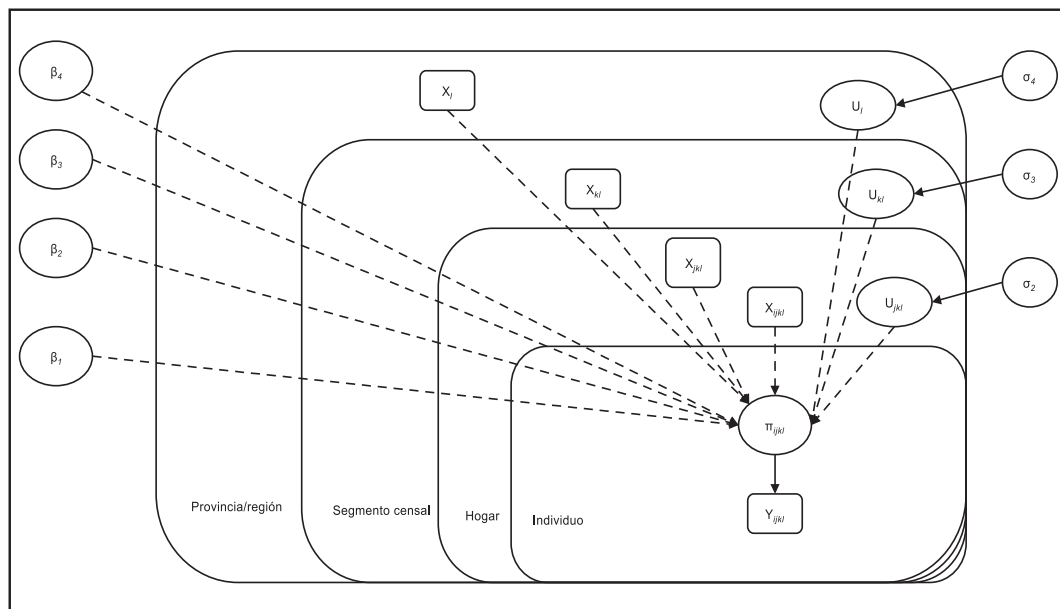 β4
Xl
Ul
σ4
β3
Xkl
Ukl
σ3
β2
Xjkl
Ujkl
σ2
Xijkl
β1
πijkl
Yijkl
Provincia/región
Segmento censal
Hogar
Individuo